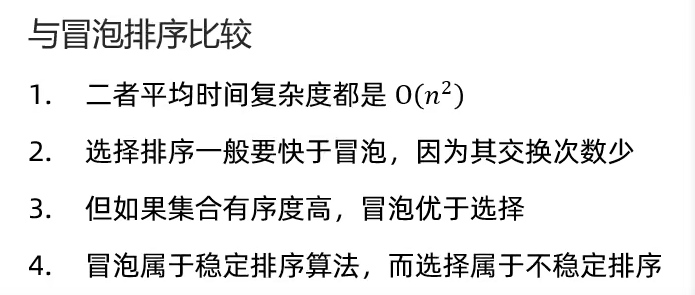 与冒泡排序比较
1. 二者平均时间复杂度都是 O(n²)
2. 选择排序一般要快于冒泡，因为其交换次数少
3. 但如果集合有序度高，冒泡优于选择
4. 冒泡属于稳定排序算法，而选择属于不稳定排序